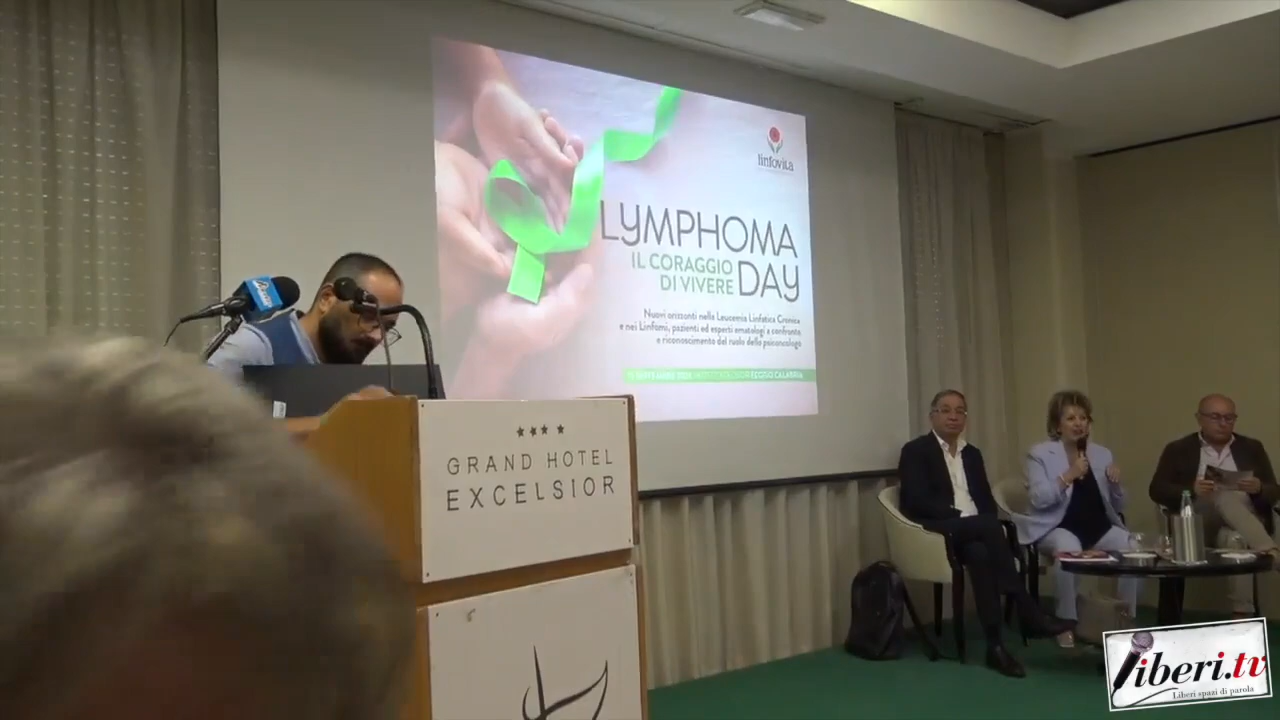 linfovita
LYMPHOMA
IL CORAGGIO
DI VIVERE
DAY
Nuovi orizzonti nella Leucemia Linfatica Cronica
e nei Linfomi, pazienti ed esperti ematologi a confronto
e riconoscimento del ruolo dello psiconcologo
REGGIO CALABRIA
GRAND HOTEL
EXCELSIOR
liberi.tv
Liberi spazi di parola